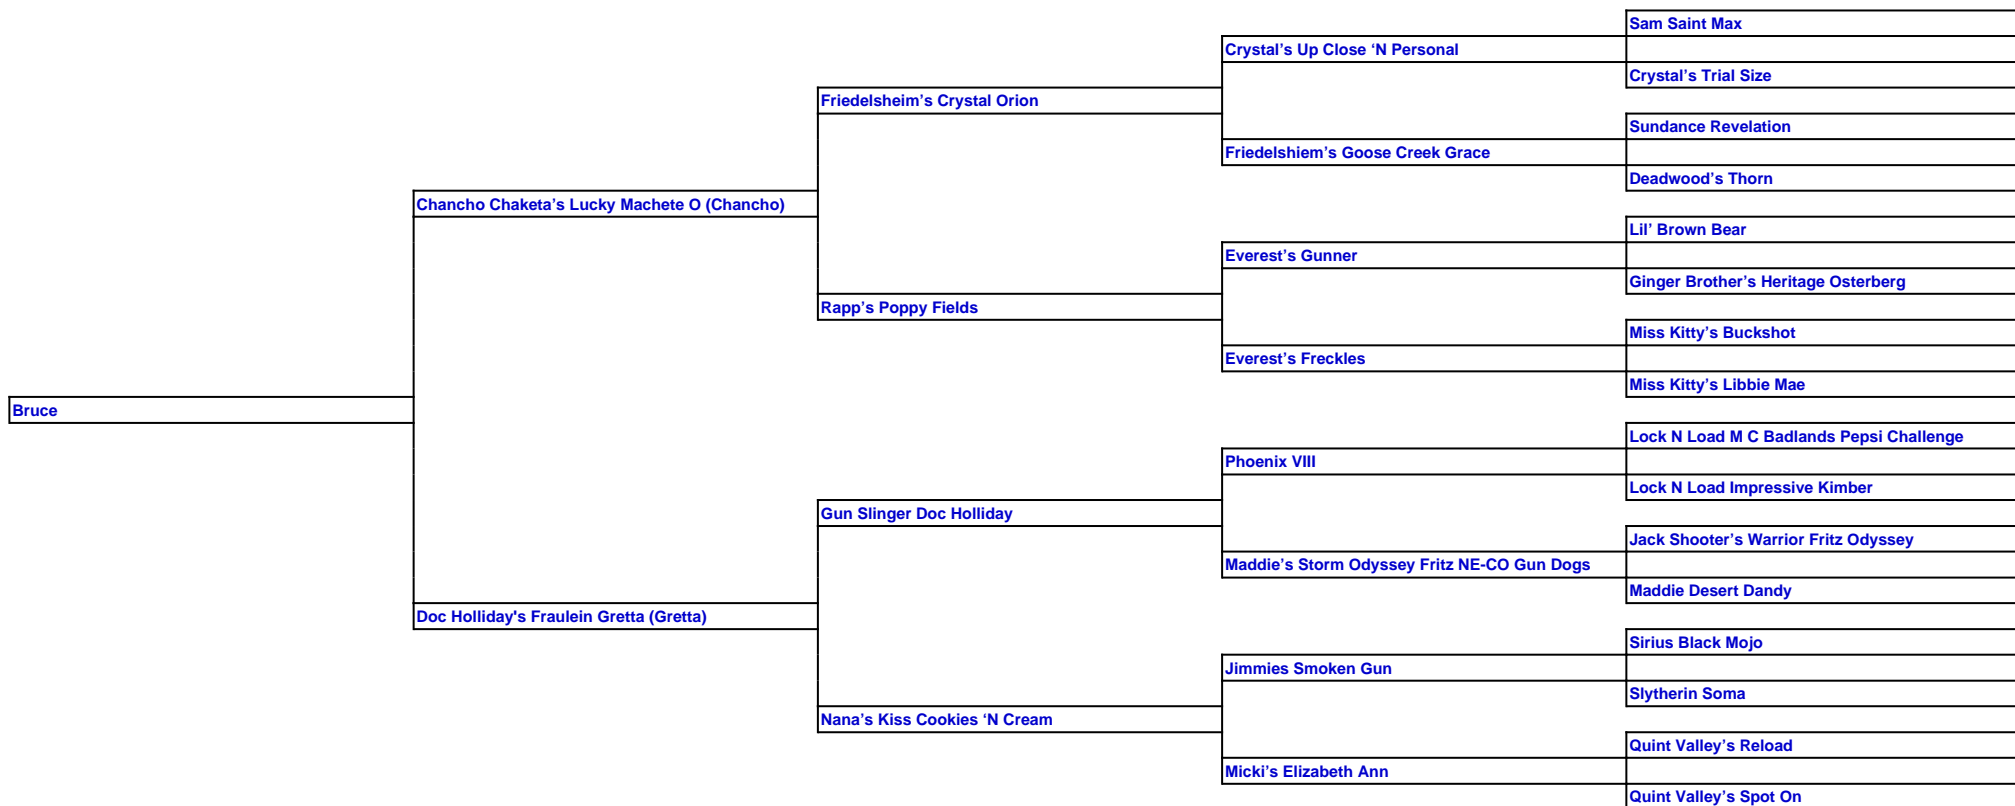 Sam Saint Max
Crystal’s Up Close ‘N Personal
Crystal’s Trial Size
Friedelsheim’s Crystal Orion
Sundance Revelation
Friedelshiem’s Goose Creek Grace
Deadwood’s Thorn
Chancho Chaketa’s Lucky Machete O (Chancho)
Lil’ Brown Bear
Everest’s Gunner
Ginger Brother’s Heritage Osterberg
Rapp’s Poppy Fields
Miss Kitty’s Buckshot
Everest’s Freckles
Miss Kitty’s Libbie Mae
Bruce
Lock N Load M C Badlands Pepsi Challenge
Phoenix VIII
Lock N Load Impressive Kimber
Gun Slinger Doc Holliday
Jack Shooter’s Warrior Fritz Odyssey
Maddie’s Storm Odyssey Fritz NE-CO Gun Dogs
Maddie Desert Dandy
Doc Holliday's Fraulein Gretta (Gretta)
Sirius Black Mojo
Jimmies Smoken Gun
Slytherin Soma
Nana’s Kiss Cookies ‘N Cream
Quint Valley’s Reload
Micki’s Elizabeth Ann
Quint Valley’s Spot On